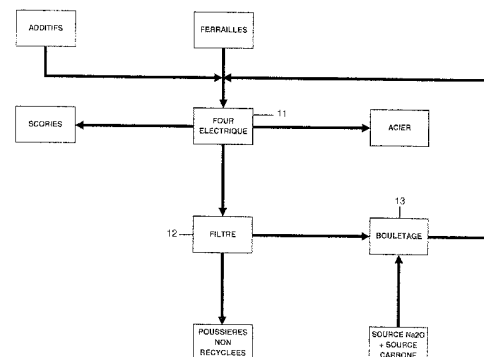 ADDITIFS
FERRAILLES
SCORIES
FOUR
ELECTRIQUE
11
ACIER
12
FILTRE
13
BOULETAGE
POUSSIERES
NON
RECYCLEES
SOURCE Na2O
+ SOURCE
CARBONE